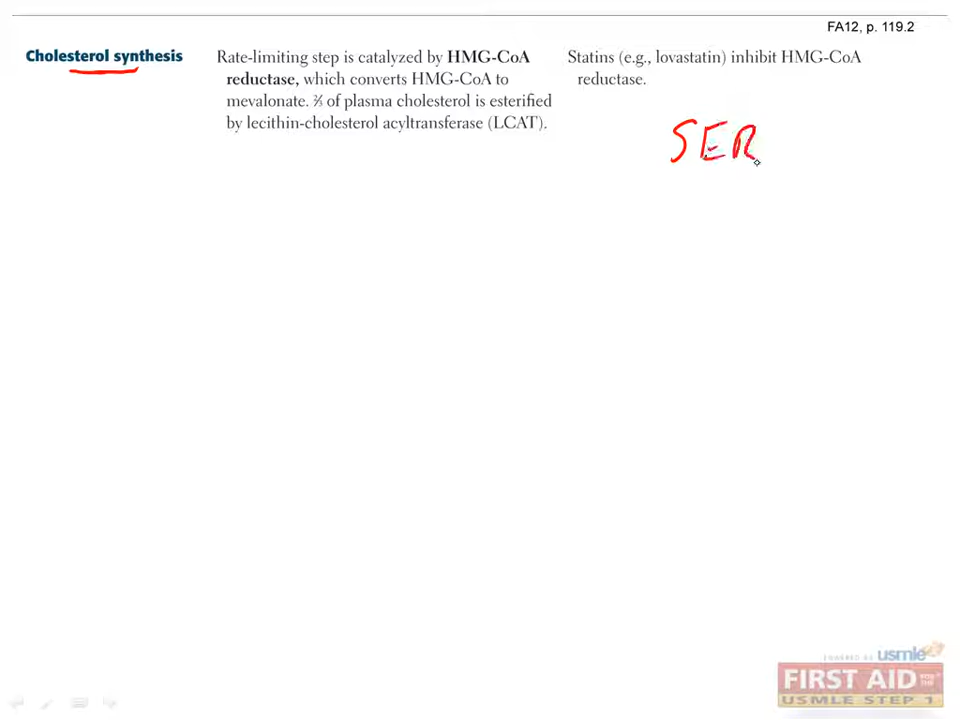 FA12, p. 119.2
Cholesterol synthesis
Rate-limiting step is catalyzed by HMG-CoA
reductase, which converts HMG-CoA to
mevalonate. ⅔ of plasma cholesterol is esterified
by lecithin-cholesterol acyltransferase (LCAT).
Statins (e.g., lovastatin) inhibit HMG-CoA
reductase.
SER
POWERED BY usmle
FIRST AID FOR THE
USMLE STEP 1